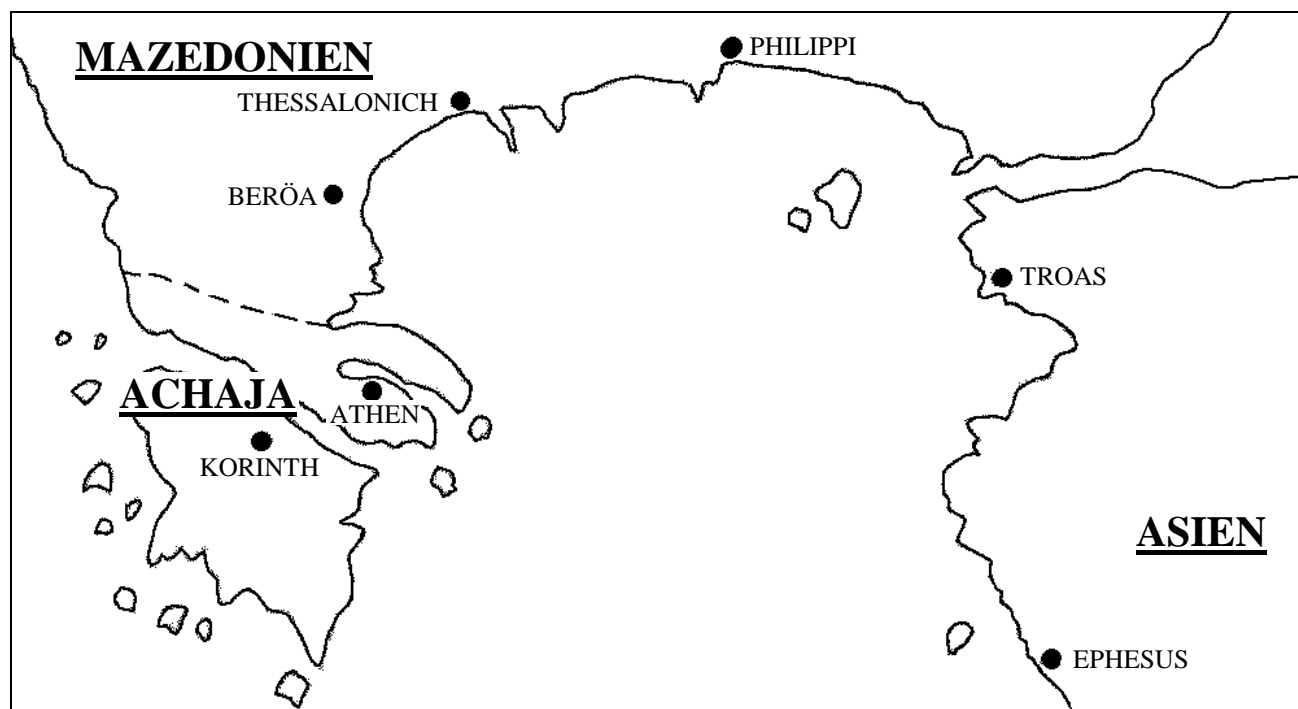 MAZEDONIEN
PHILIPPI
THESSALONICH
BERÖA
TROAS
ACHAJA
ATHEN
KORINTH
ASIEN
EPHESUS